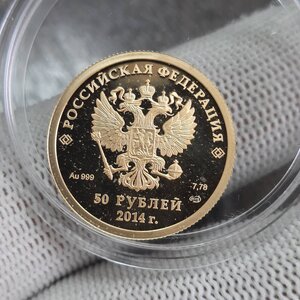 РОССИЙСКАЯ ФЕДЕРАЦИЯ
Au 999
7,78
50 РУБЛЕЙ
2014 г.